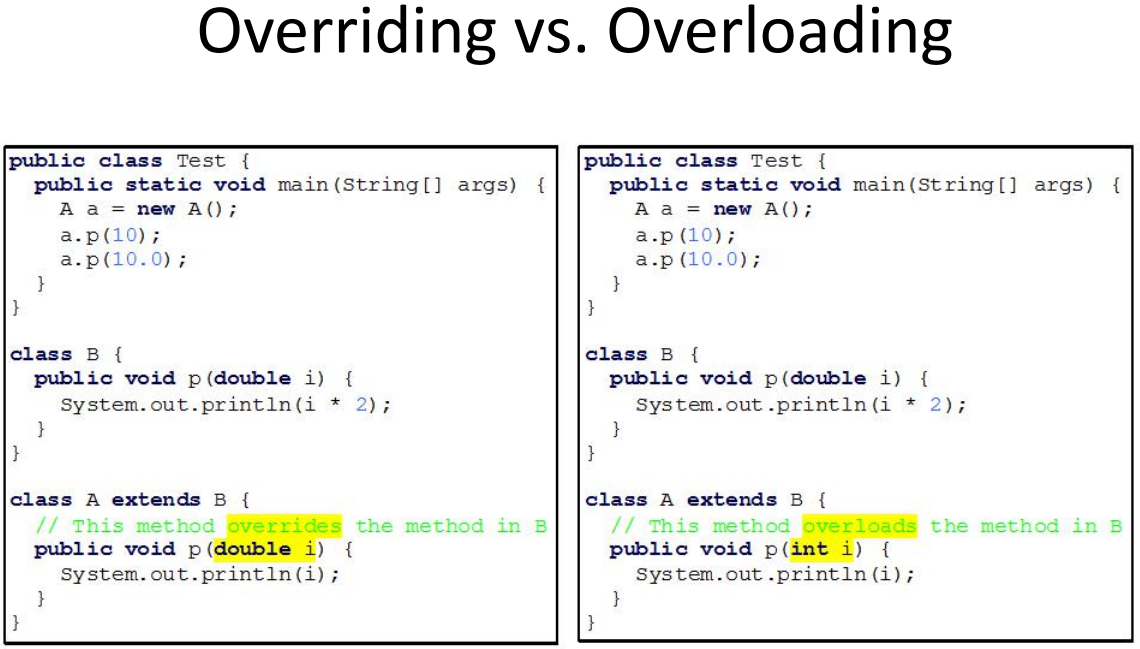 Overriding vs. Overloading
public class Test {
public static void main(String[] args) {
A a = new A();
a.p(10);
a.p(10.0);
}
}
class B {
public void p(double i) {
System.out.println(i * 2);
}
}
class A extends B {
// This method overrides the method in B
public void p(double i) {
System.out.println(i);
}
}
public class Test {
public static void main(String[] args) {
A a = new A();
a.p(10);
a.p(10.0);
}
}
class B {
public void p(double i) {
System.out.println(i * 2);
}
}
class A extends B {
// This method overloads the method in B
public void p(int i) {
System.out.println(i);
}
}